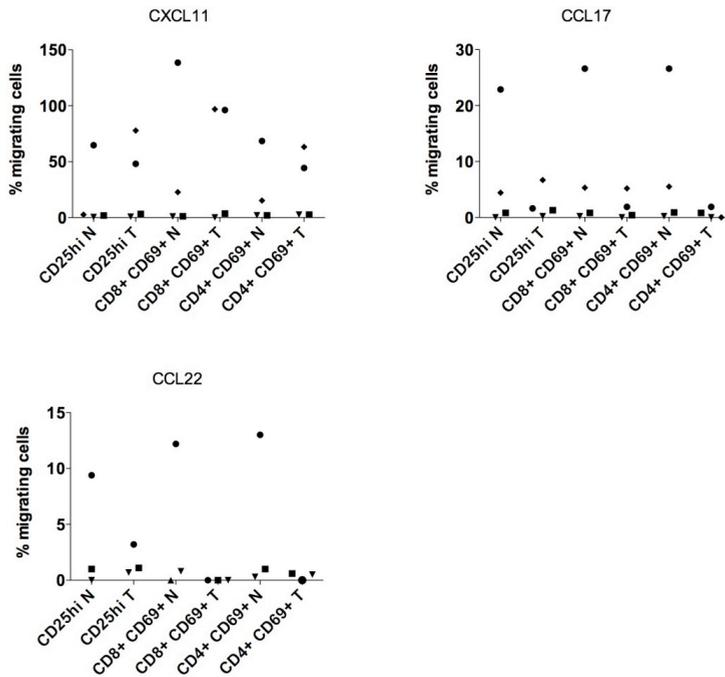 CXCL11
% migrating cells
150
100
50
0
CD25hi N
CD25hi T
CD8+ CD69+ N
CD8+ CD69+ T
CD4+ CD69+ N
CD4+ CD69+ T
CCL17
% migrating cells
30
20
10
0
CD25hi N
CD25hi T
CD8+ CD69+ N
CD8+ CD69+ T
CD4+ CD69+ N
CD4+ CD69+ T
CCL22
% migrating cells
15
10
5
0
CD25hi N
CD25hi T
CD8+ CD69+ N
CD8+ CD69+ T
CD4+ CD69+ N
CD4+ CD69+ T